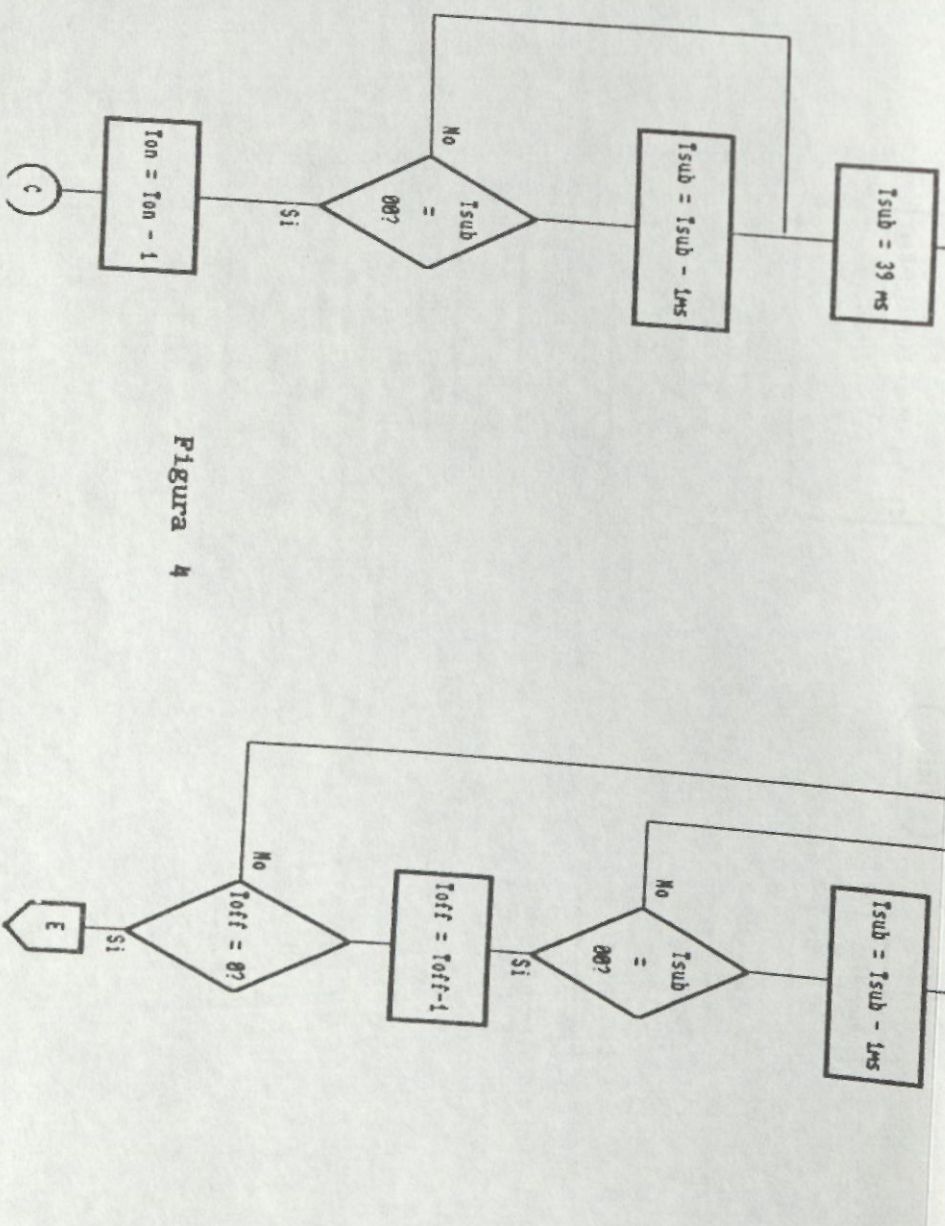 Tsub = 39 ms
Tsub = Tsub - 1ms
Tsub
=
00?
No
Si
Ton = Ton - 1
C
Tsub = Tsub - 1ms
Tsub
=
00?
No
Si
Toff = Toff-1
Toff = 0?
No
Si
E
Figura 4